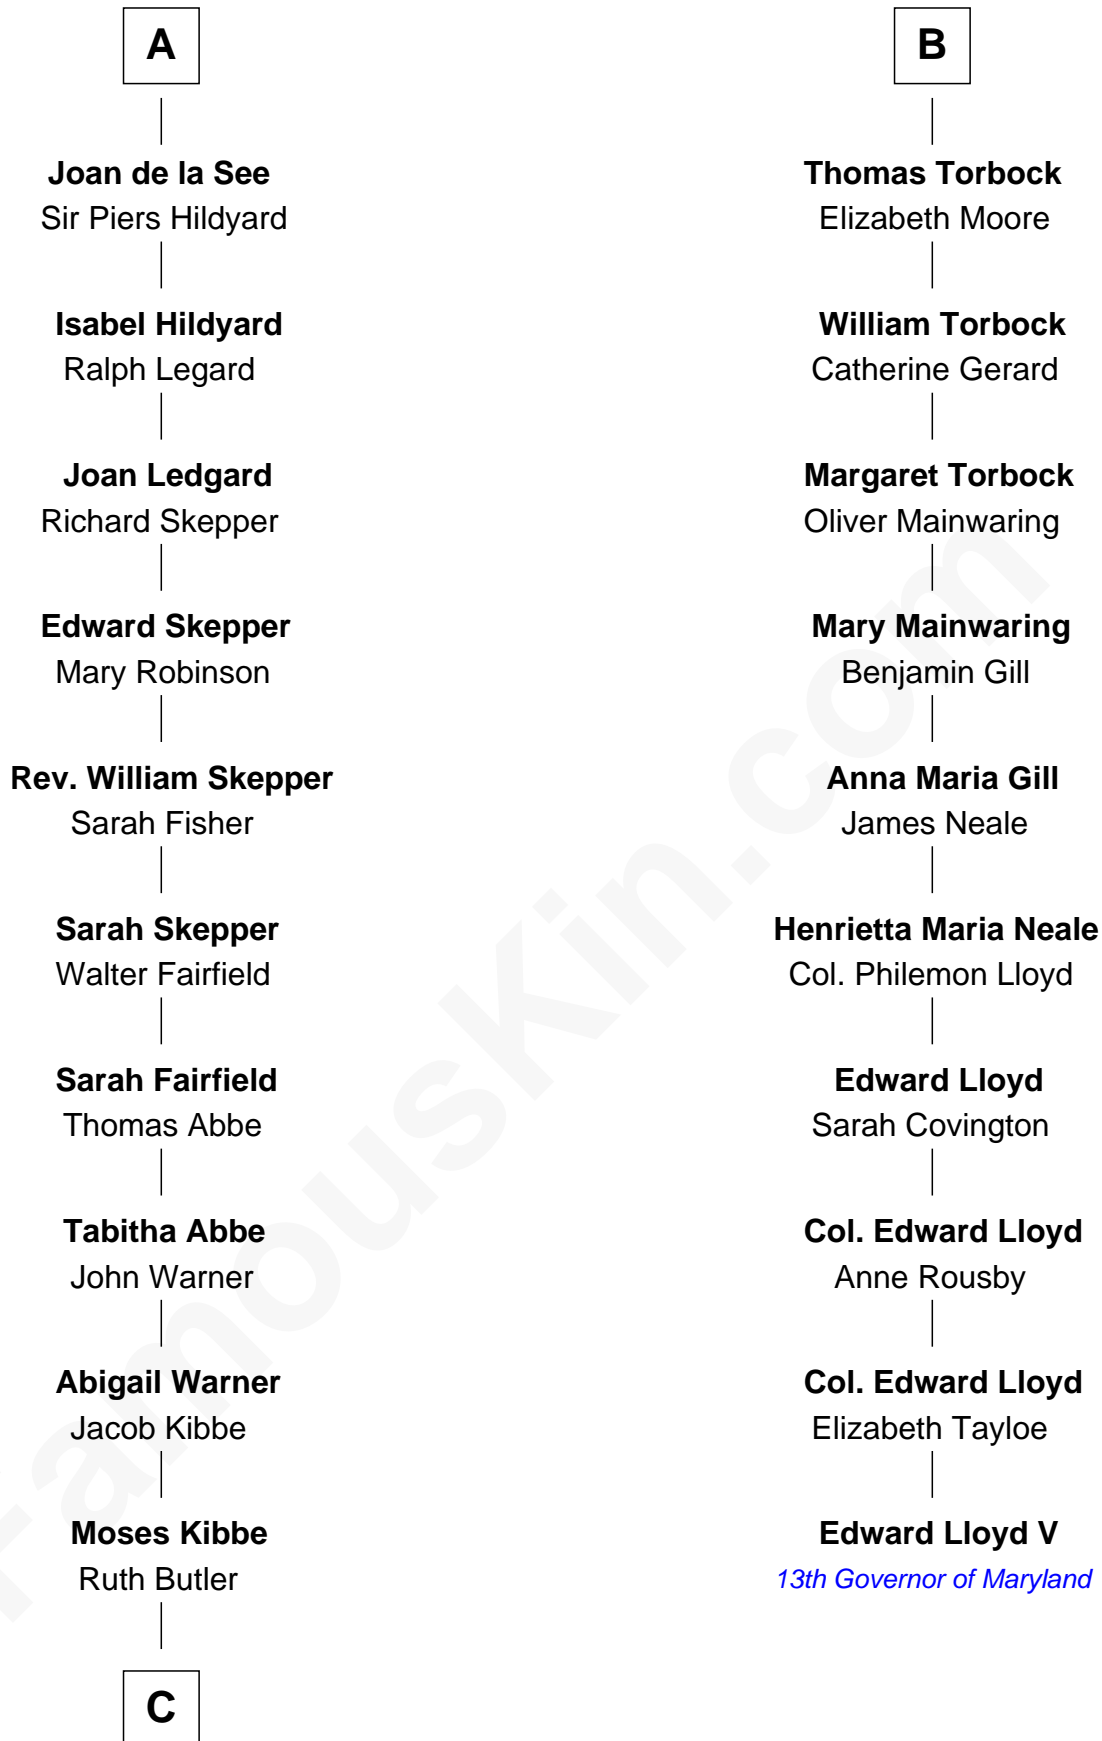 A
Joan de la See
Sir Piers Hildyard
Isabel Hildyard
Ralph Legard
Joan Ledgard
Richard Skepper
Edward Skepper
Mary Robinson
Rev. William Skepper
Sarah Fisher
Sarah Skepper
Walter Fairfield
Sarah Fairfield
Thomas Abbe
Tabitha Abbe
John Warner
Abigail Warner
Jacob Kibbe
Moses Kibbe
Ruth Butler
C
B
Thomas Torbock
Elizabeth Moore
William Torbock
Catherine Gerard
Margaret Torbock
Oliver Mainwaring
Mary Mainwaring
Benjamin Gill
Anna Maria Gill
James Neale
Henrietta Maria Neale
Col. Philemon Lloyd
Edward Lloyd
Sarah Covington
Col. Edward Lloyd
Anne Rousby
Col. Edward Lloyd
Elizabeth Tayloe
Edward Lloyd V
13th Governor of Maryland
FamousKin.com